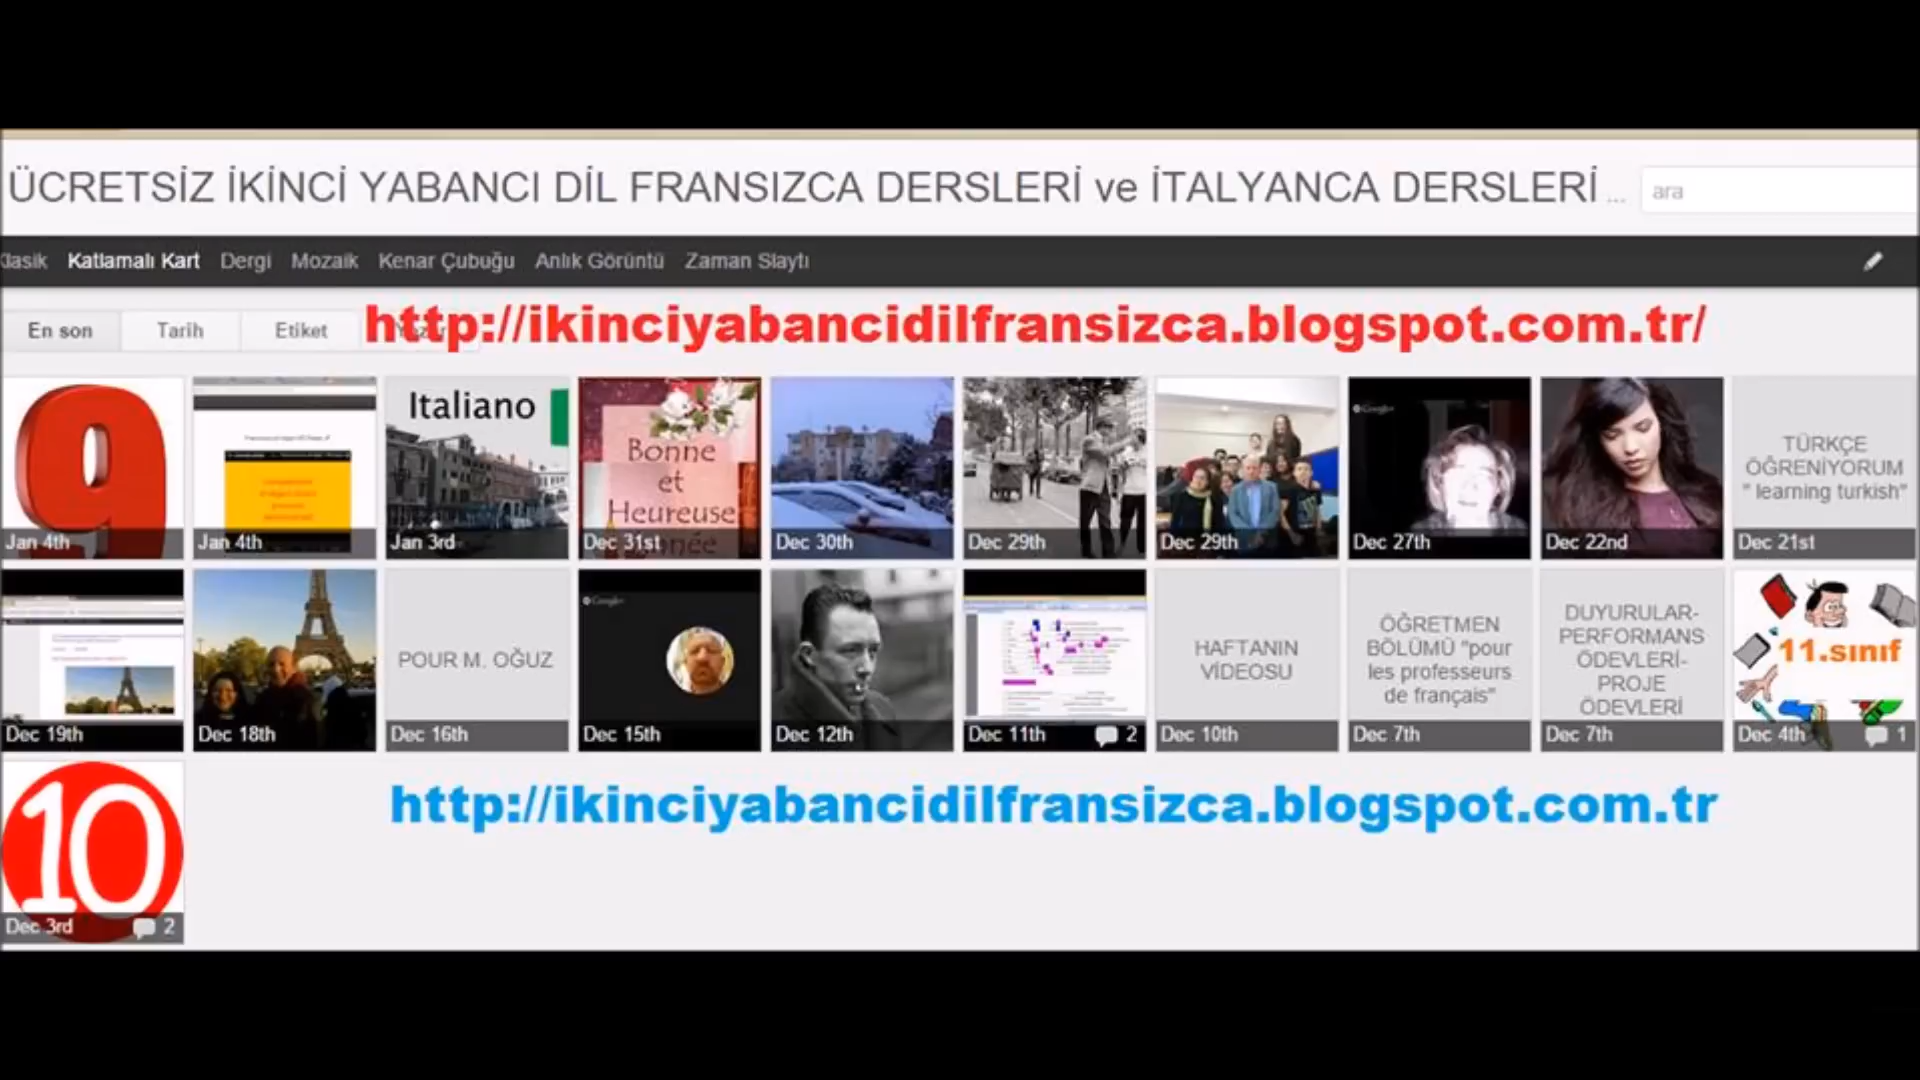 ÜCRETSİZ İKİNCİ YABANCI DİL FRANSIZCA DERSLERİ ve İTALYANCA DERSLERİ ...
ara
Klasik Katlamalı Kart Dergi Mozaik Kenar Çubuğu Anlık Görüntü Zaman Slaytı
En son Tarih Etiket Yazar
http://ikinciyabancidilfransizca.blogspot.com.tr/
9
Jan 4th
Jan 4th
Italiano
Jan 3rd
Bonne
et
Heureuse
Année
Dec 31st
Dec 30th
Dec 29th
Dec 29th
Google+
Dec 27th
Dec 22nd
TÜRKÇE
ÖĞRENİYORUM
" learning turkish"
Dec 21st
Dec 19th
Dec 18th
POUR M. OĞUZ
Dec 16th
Google+
Dec 15th
Dec 12th
Dec 11th 2
HAFTANIN
VİDEOSU
Dec 10th
ÖĞRETMEN
BÖLÜMÜ "pour
les professeurs
de français"
Dec 7th
DUYURULAR-
PERFORMANS
ÖDEVLERİ-
PROJE
ÖDEVLERİ
Dec 7th
11.sınıf
Dec 4th 1
10
Dec 3rd 2
http://ikinciyabancidilfransizca.blogspot.com.tr